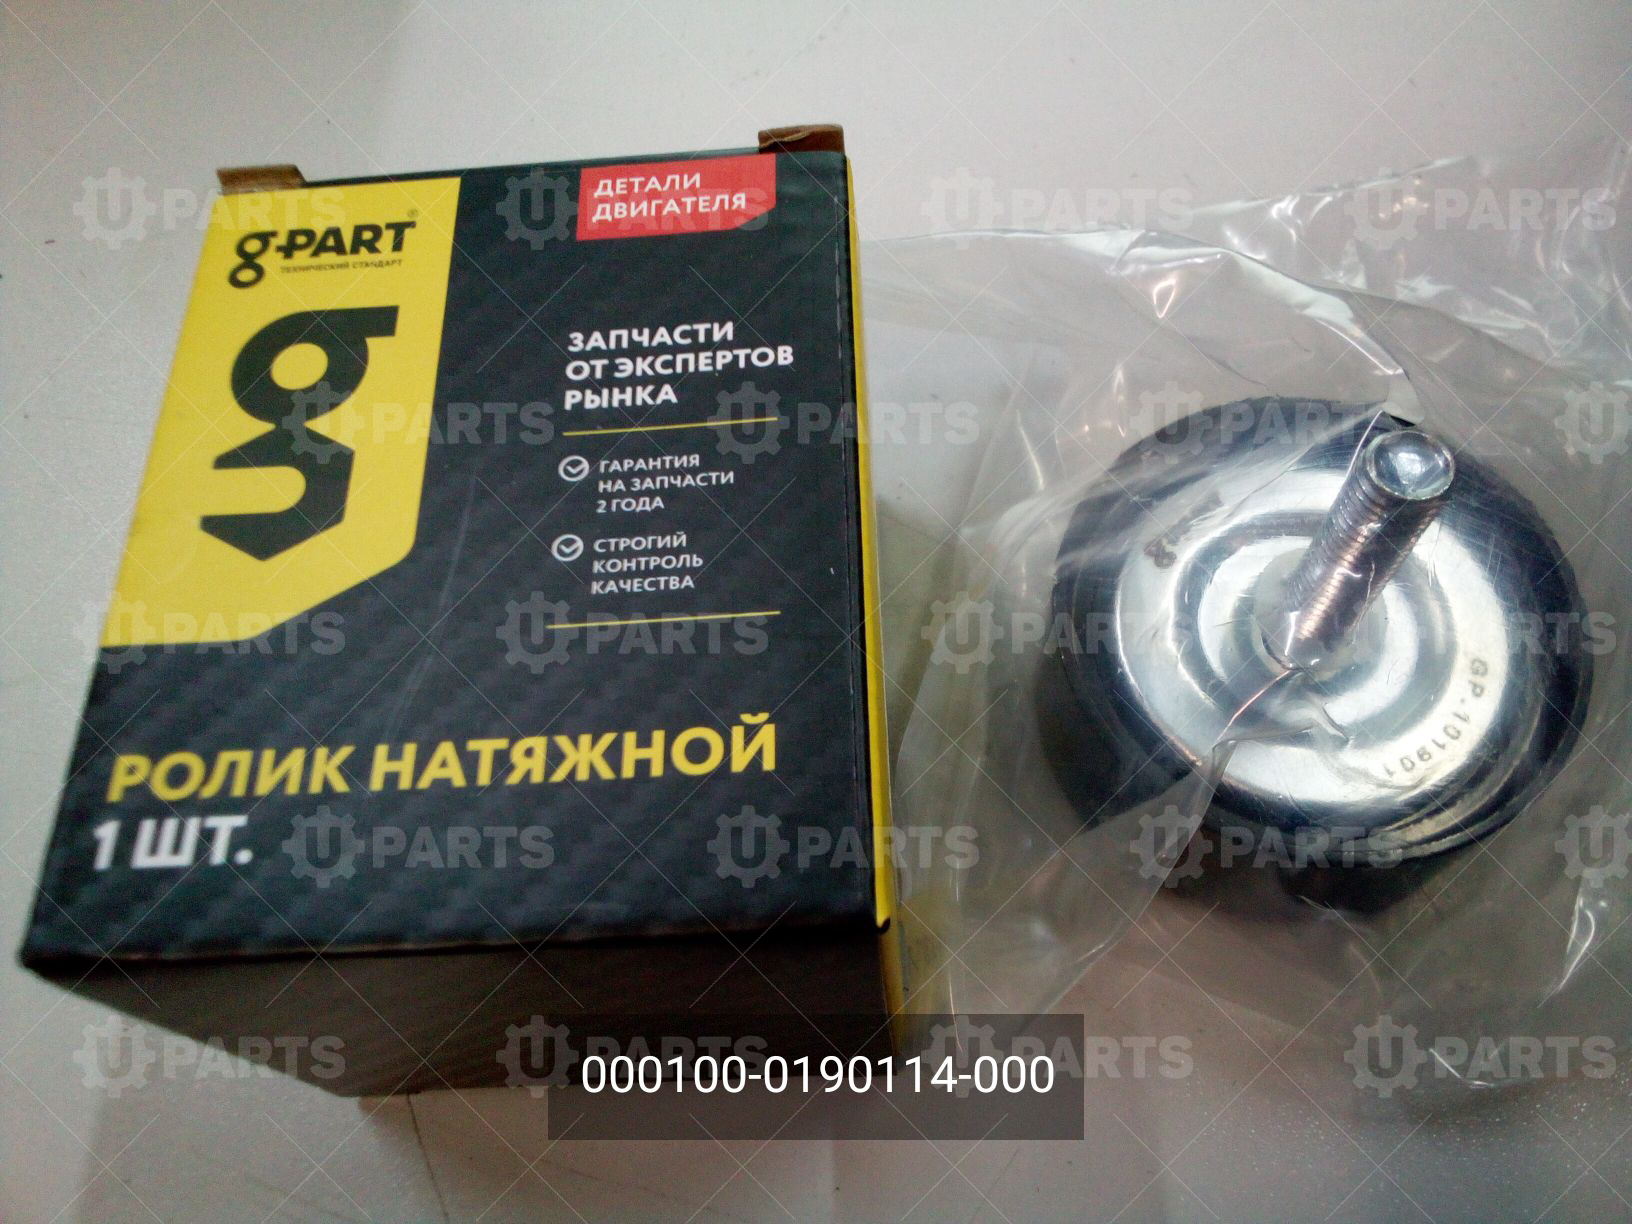 g-PART®
ТЕХНИЧЕСКИЙ СТАНДАРТ
ДЕТАЛИ
ДВИГАТЕЛЯ
ЗАПЧАСТИ
ОТ ЭКСПЕРТОВ
РЫНКА
ГАРАНТИЯ
НА ЗАПЧАСТИ
2 ГОДА
СТРОГИЙ
КОНТРОЛЬ
КАЧЕСТВА
РОЛИК НАТЯЖНОЙ
1 ШТ.
GP.101901
000100-0190114-000
U PARTS